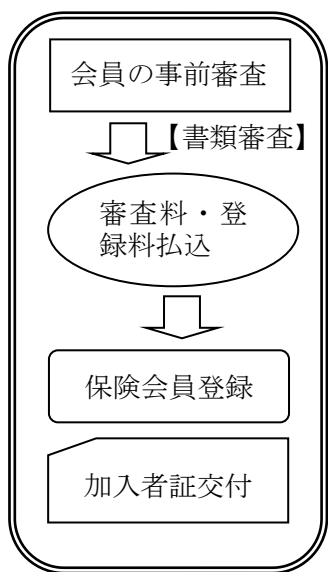 会員の事前審査
【書類審査】
審査料・登
録料払込
保険会員登録
加入者証交付